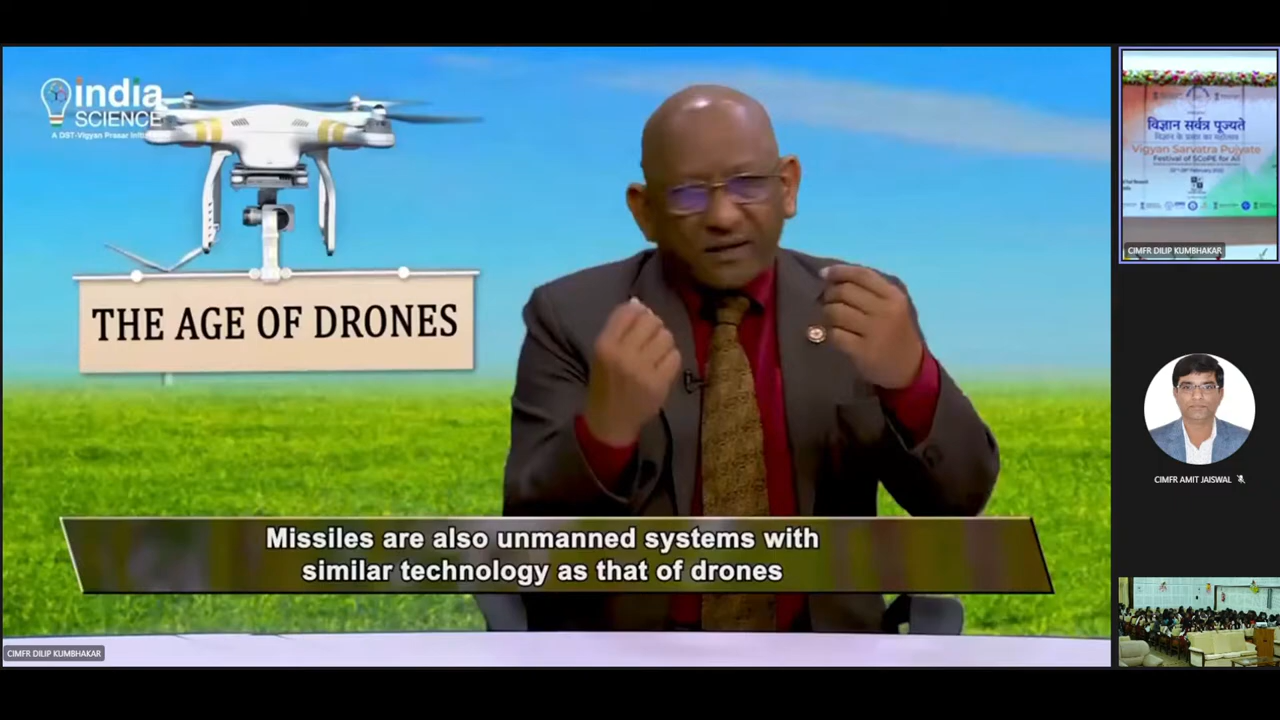 india
SCIENCE
A DST-Vigyan Prasar
THE AGE OF DRONES
Missiles are also unmanned systems with
similar technology as that of drones
CIMFR DILIP KUMBHAKAR
विज्ञान सर्वत्र पूज्यते
Vigyan Sarvatra Pujyate
Festival of SCoPE for All
CIMFR DILIP KUMBHAKAR
CIMFR AMIT JAISWAL